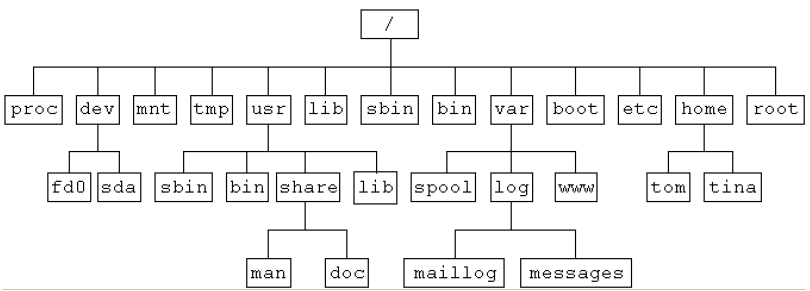 /
proc dev mnt tmp usr lib sbin bin var boot etc home root
fd0 sda sbin bin share lib spool log www tom tina
man doc maillog messages